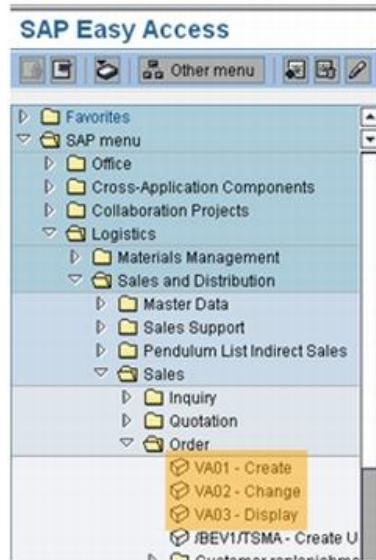 SAP Easy Access
Other menu
Favorites
SAP menu
Office
Cross-Application Components
Collaboration Projects
Logistics
Materials Management
Sales and Distribution
Master Data
Sales Support
Pendulum List Indirect Sales
Sales
Inquiry
Quotation
Order
VA01 - Create
VA02 - Change
VA03 - Display
/BEV1/TSMA - Create U
Customer